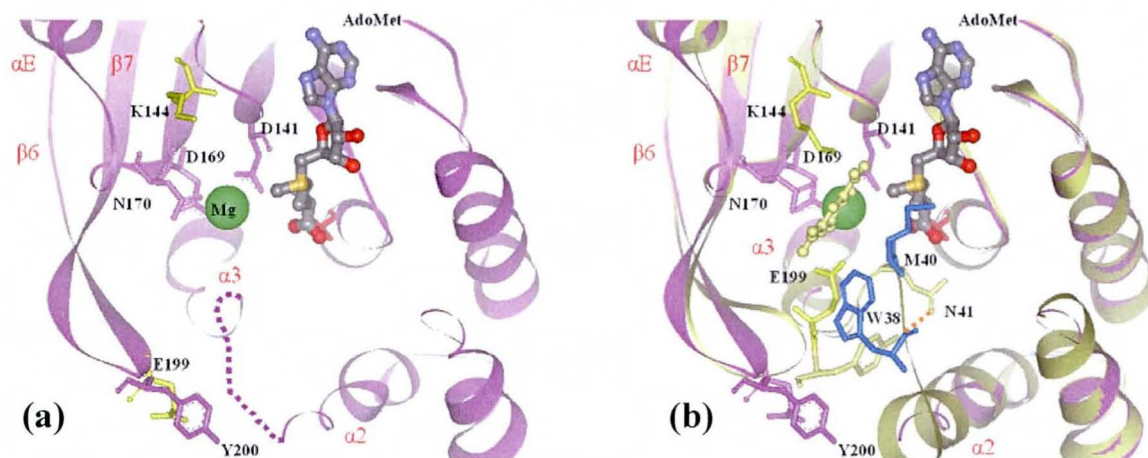 AdoMet
αE
β7
K144
D141
β6
D169
N170
Mg
α3
E199
(a)
α2
Y200
AdoMet
αE
β7
K144
D141
β6
D169
N170
α3
M40
E199
W38
N41
(b)
α2
Y200